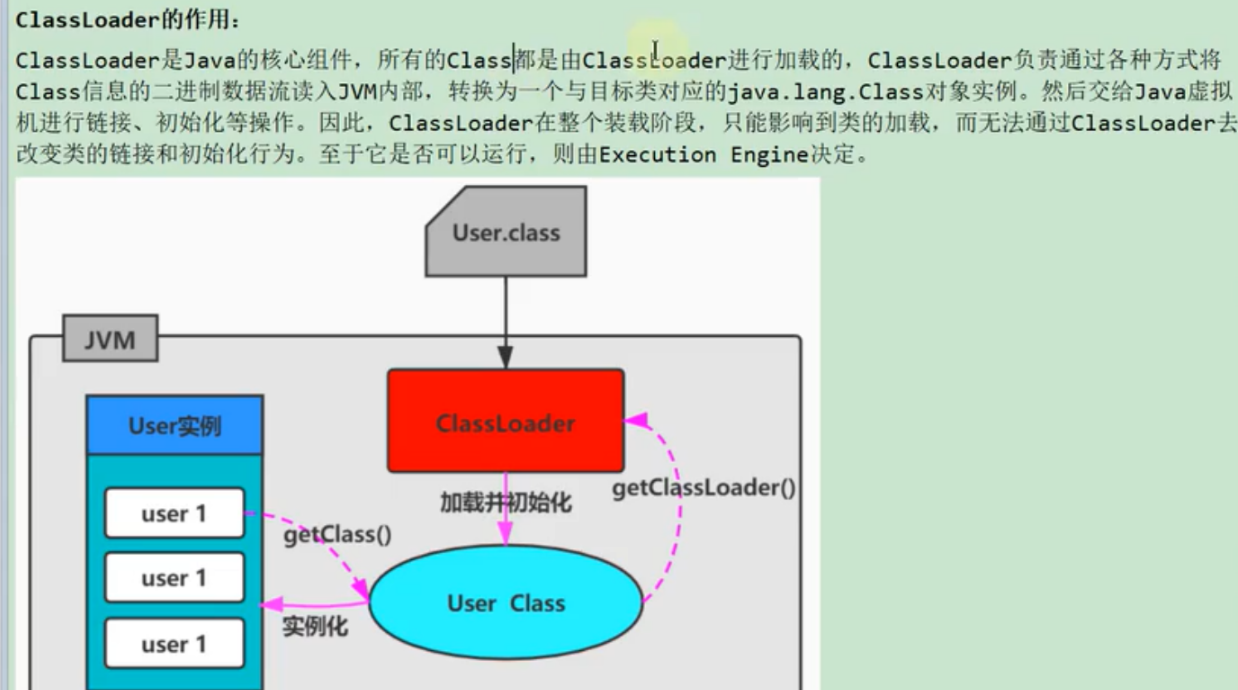 ClassLoader的作用：
ClassLoader是Java的核心组件，所有的Class都是由ClassLoader进行加载的，ClassLoader负责通过各种方式将
Class信息的二进制数据流读入JVM内部，转换为一个与目标类对应的java.lang.Class对象实例。然后交给Java虚拟
机进行链接、初始化等操作。因此，ClassLoader在整个装载阶段，只能影响到类的加载，而无法通过ClassLoader去
改变类的链接和初始化行为。至于它是否可以运行，则由Execution Engine决定。
User.class
JVM
ClassLoader
User实例
加载并初始化
getClassLoader()
user 1
getClass()
user 1
User Class
实例化
user 1